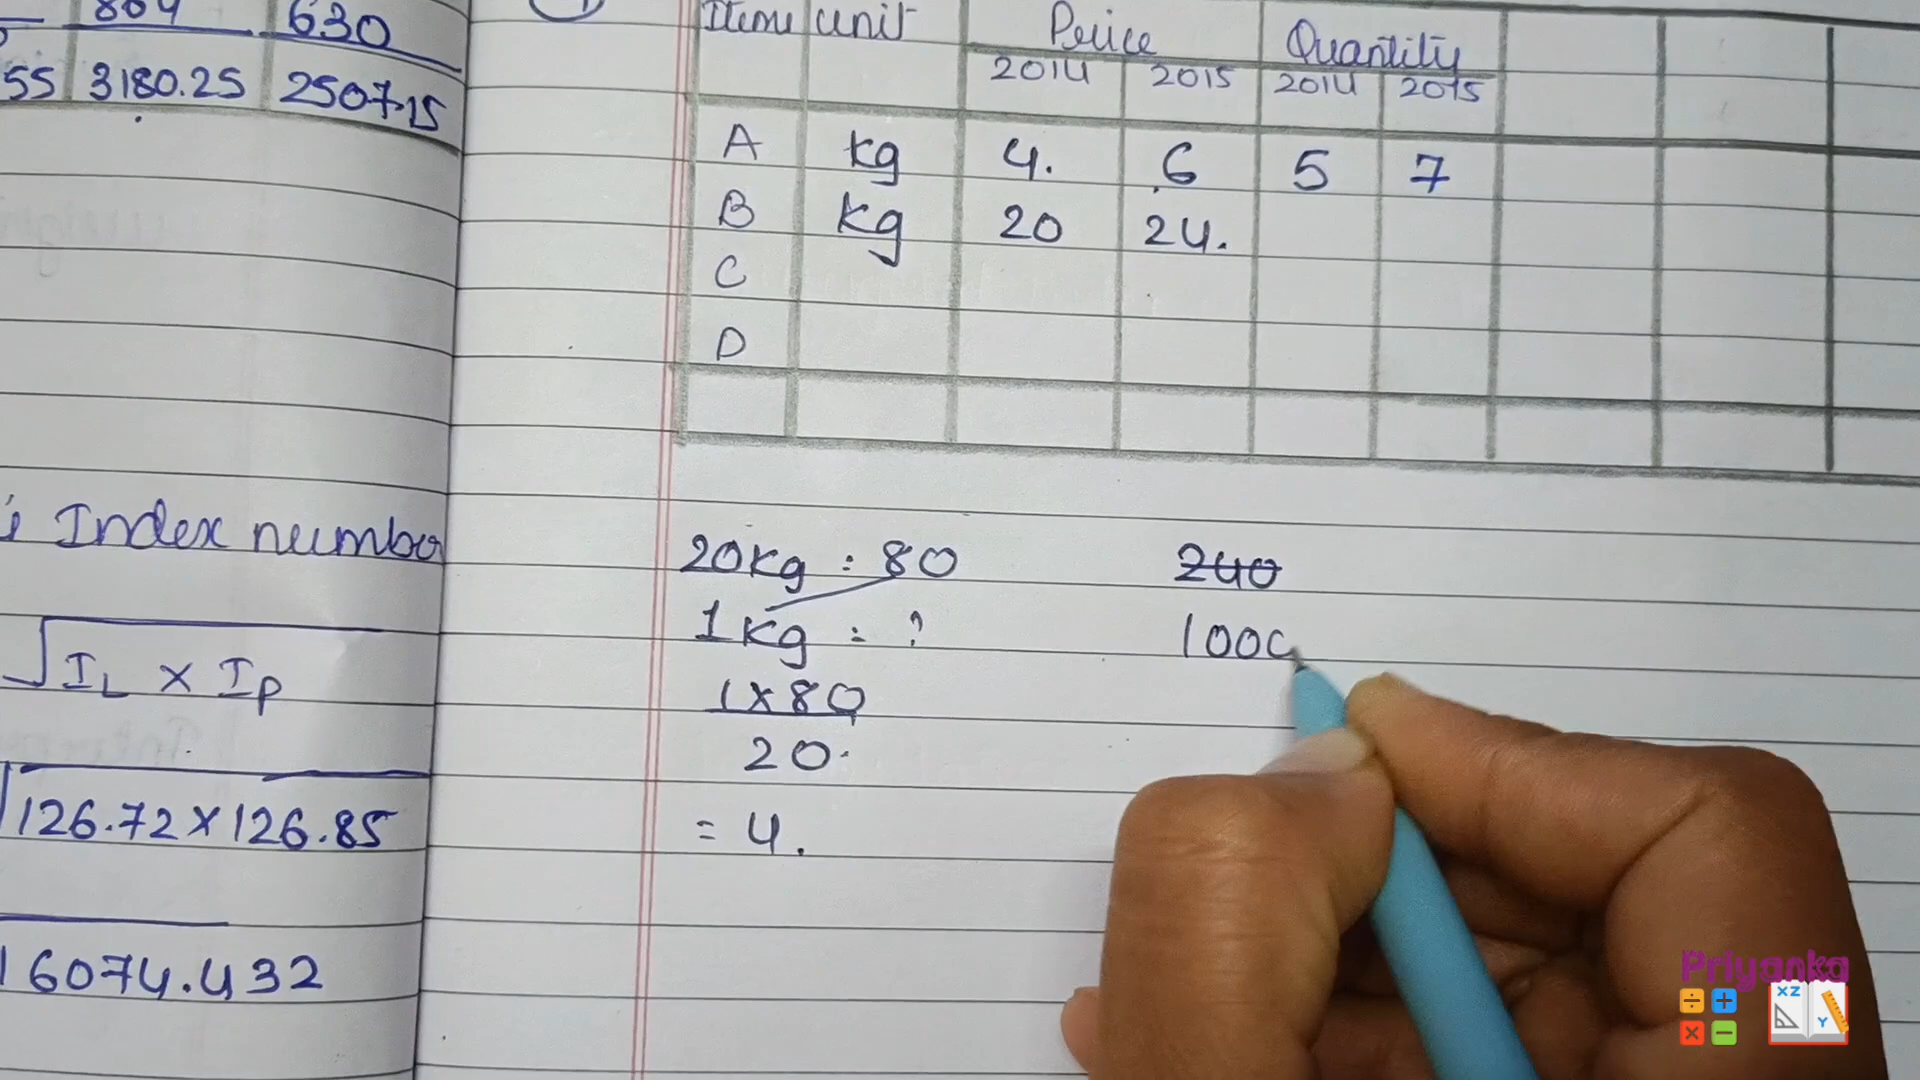 630
55 3180.25 2507.15
Index number
√IL × IP
126.72 × 126.85
16074.432
Item unit Price Quantity
2014 2015 2014 2015
A kg 4. 6 5 7
B kg 20 24.
C
D
20kg : 80
1kg : ?
1×80
20.
= 4.
240
100
Priyanka
÷ +
× −
XZ
Y